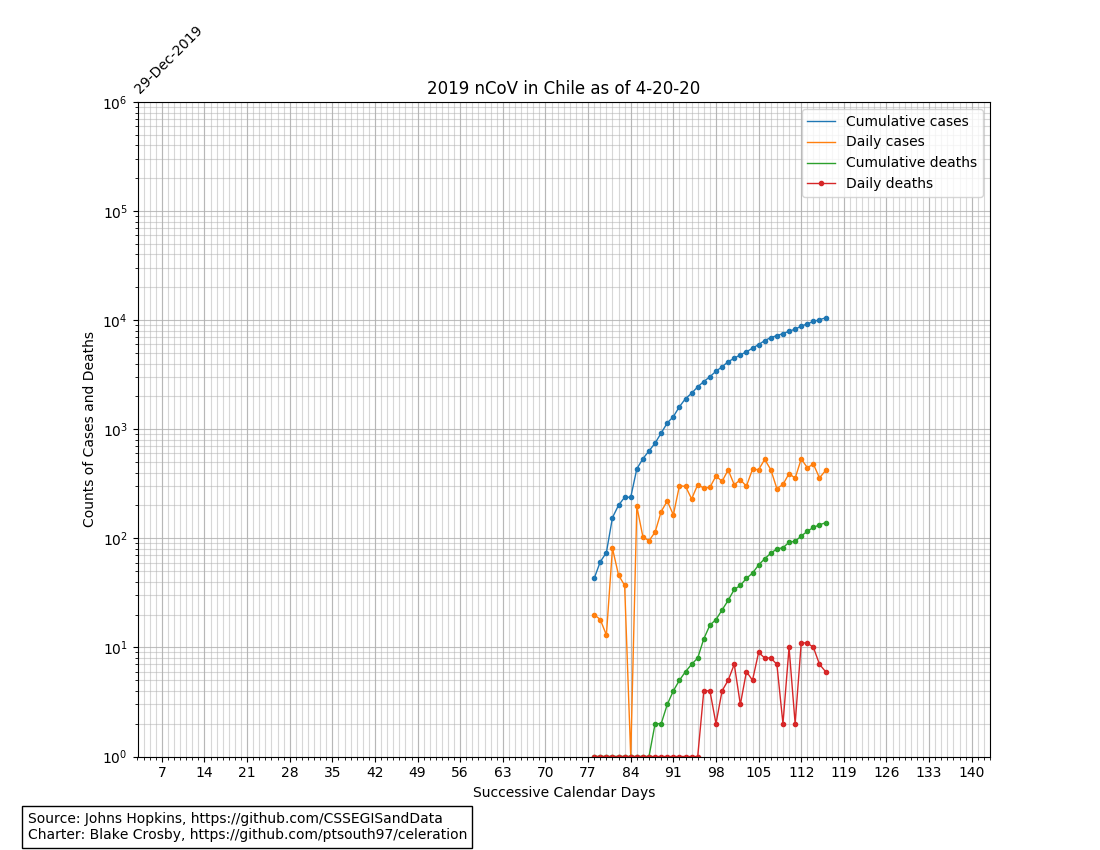 29-Dec-2019
2019 nCoV in Chile as of 4-20-20
10^6
10^5
10^4
10^3
10^2
10^1
10^0
Counts of Cases and Deaths
Cumulative cases
Daily cases
Cumulative deaths
Daily deaths
7 14 21 28 35 42 49 56 63 70 77 84 91 98 105 112 119 126 133 140
Successive Calendar Days
Source: Johns Hopkins, https://github.com/CSSEGISandData
Charter: Blake Crosby, https://github.com/ptsouth97/celeration